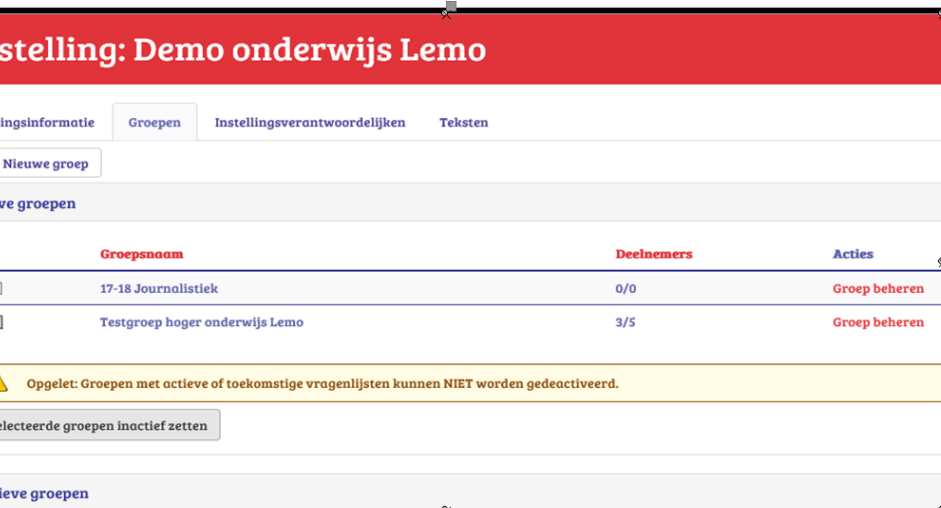 stelling: Demo onderwijs Lemo
ingsinformatie Groepen Instellingsverantwoordelijken Teksten
Nieuwe groep
ve groepen
Groepsnaam Deelnemers Acties
17-18 Journalistiek 0/0 Groep beheren
Testgroep hoger onderwijs Lemo 3/5 Groep beheren
Opgelet: Groepen met actieve of toekomstige vragenlijsten kunnen NIET worden gedeactiveerd.
electeerde groepen inactief zetten
ieve groepen